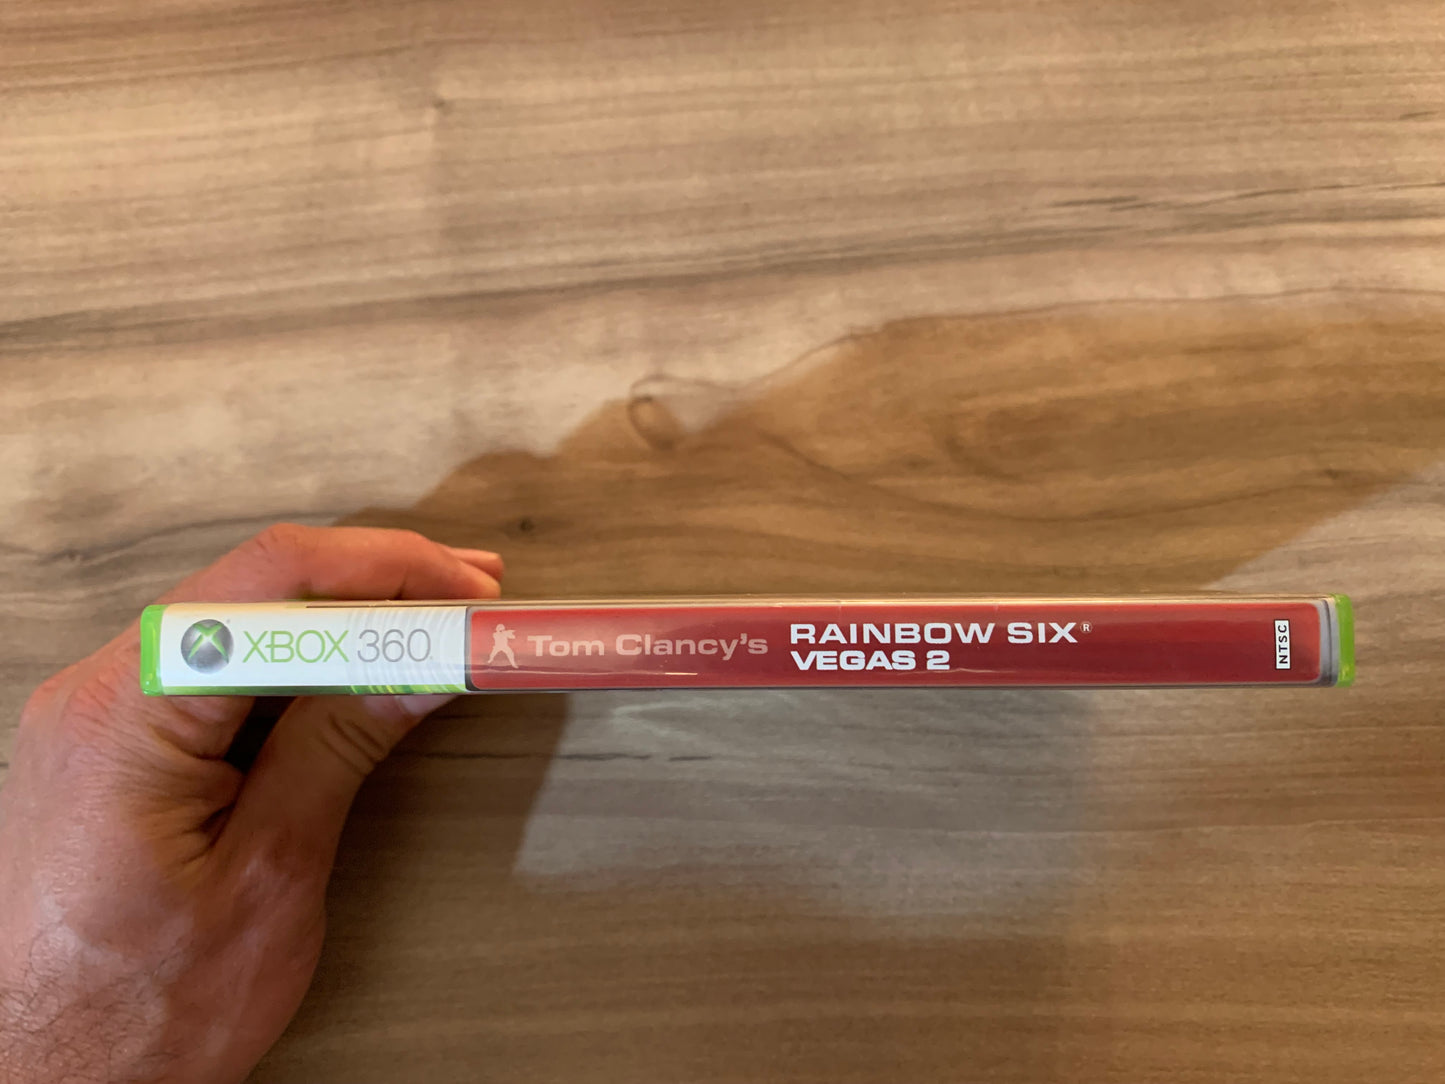 XBOX 360
Tom Clancy's
RAINBOW SIX®
VEGAS 2
NTSC